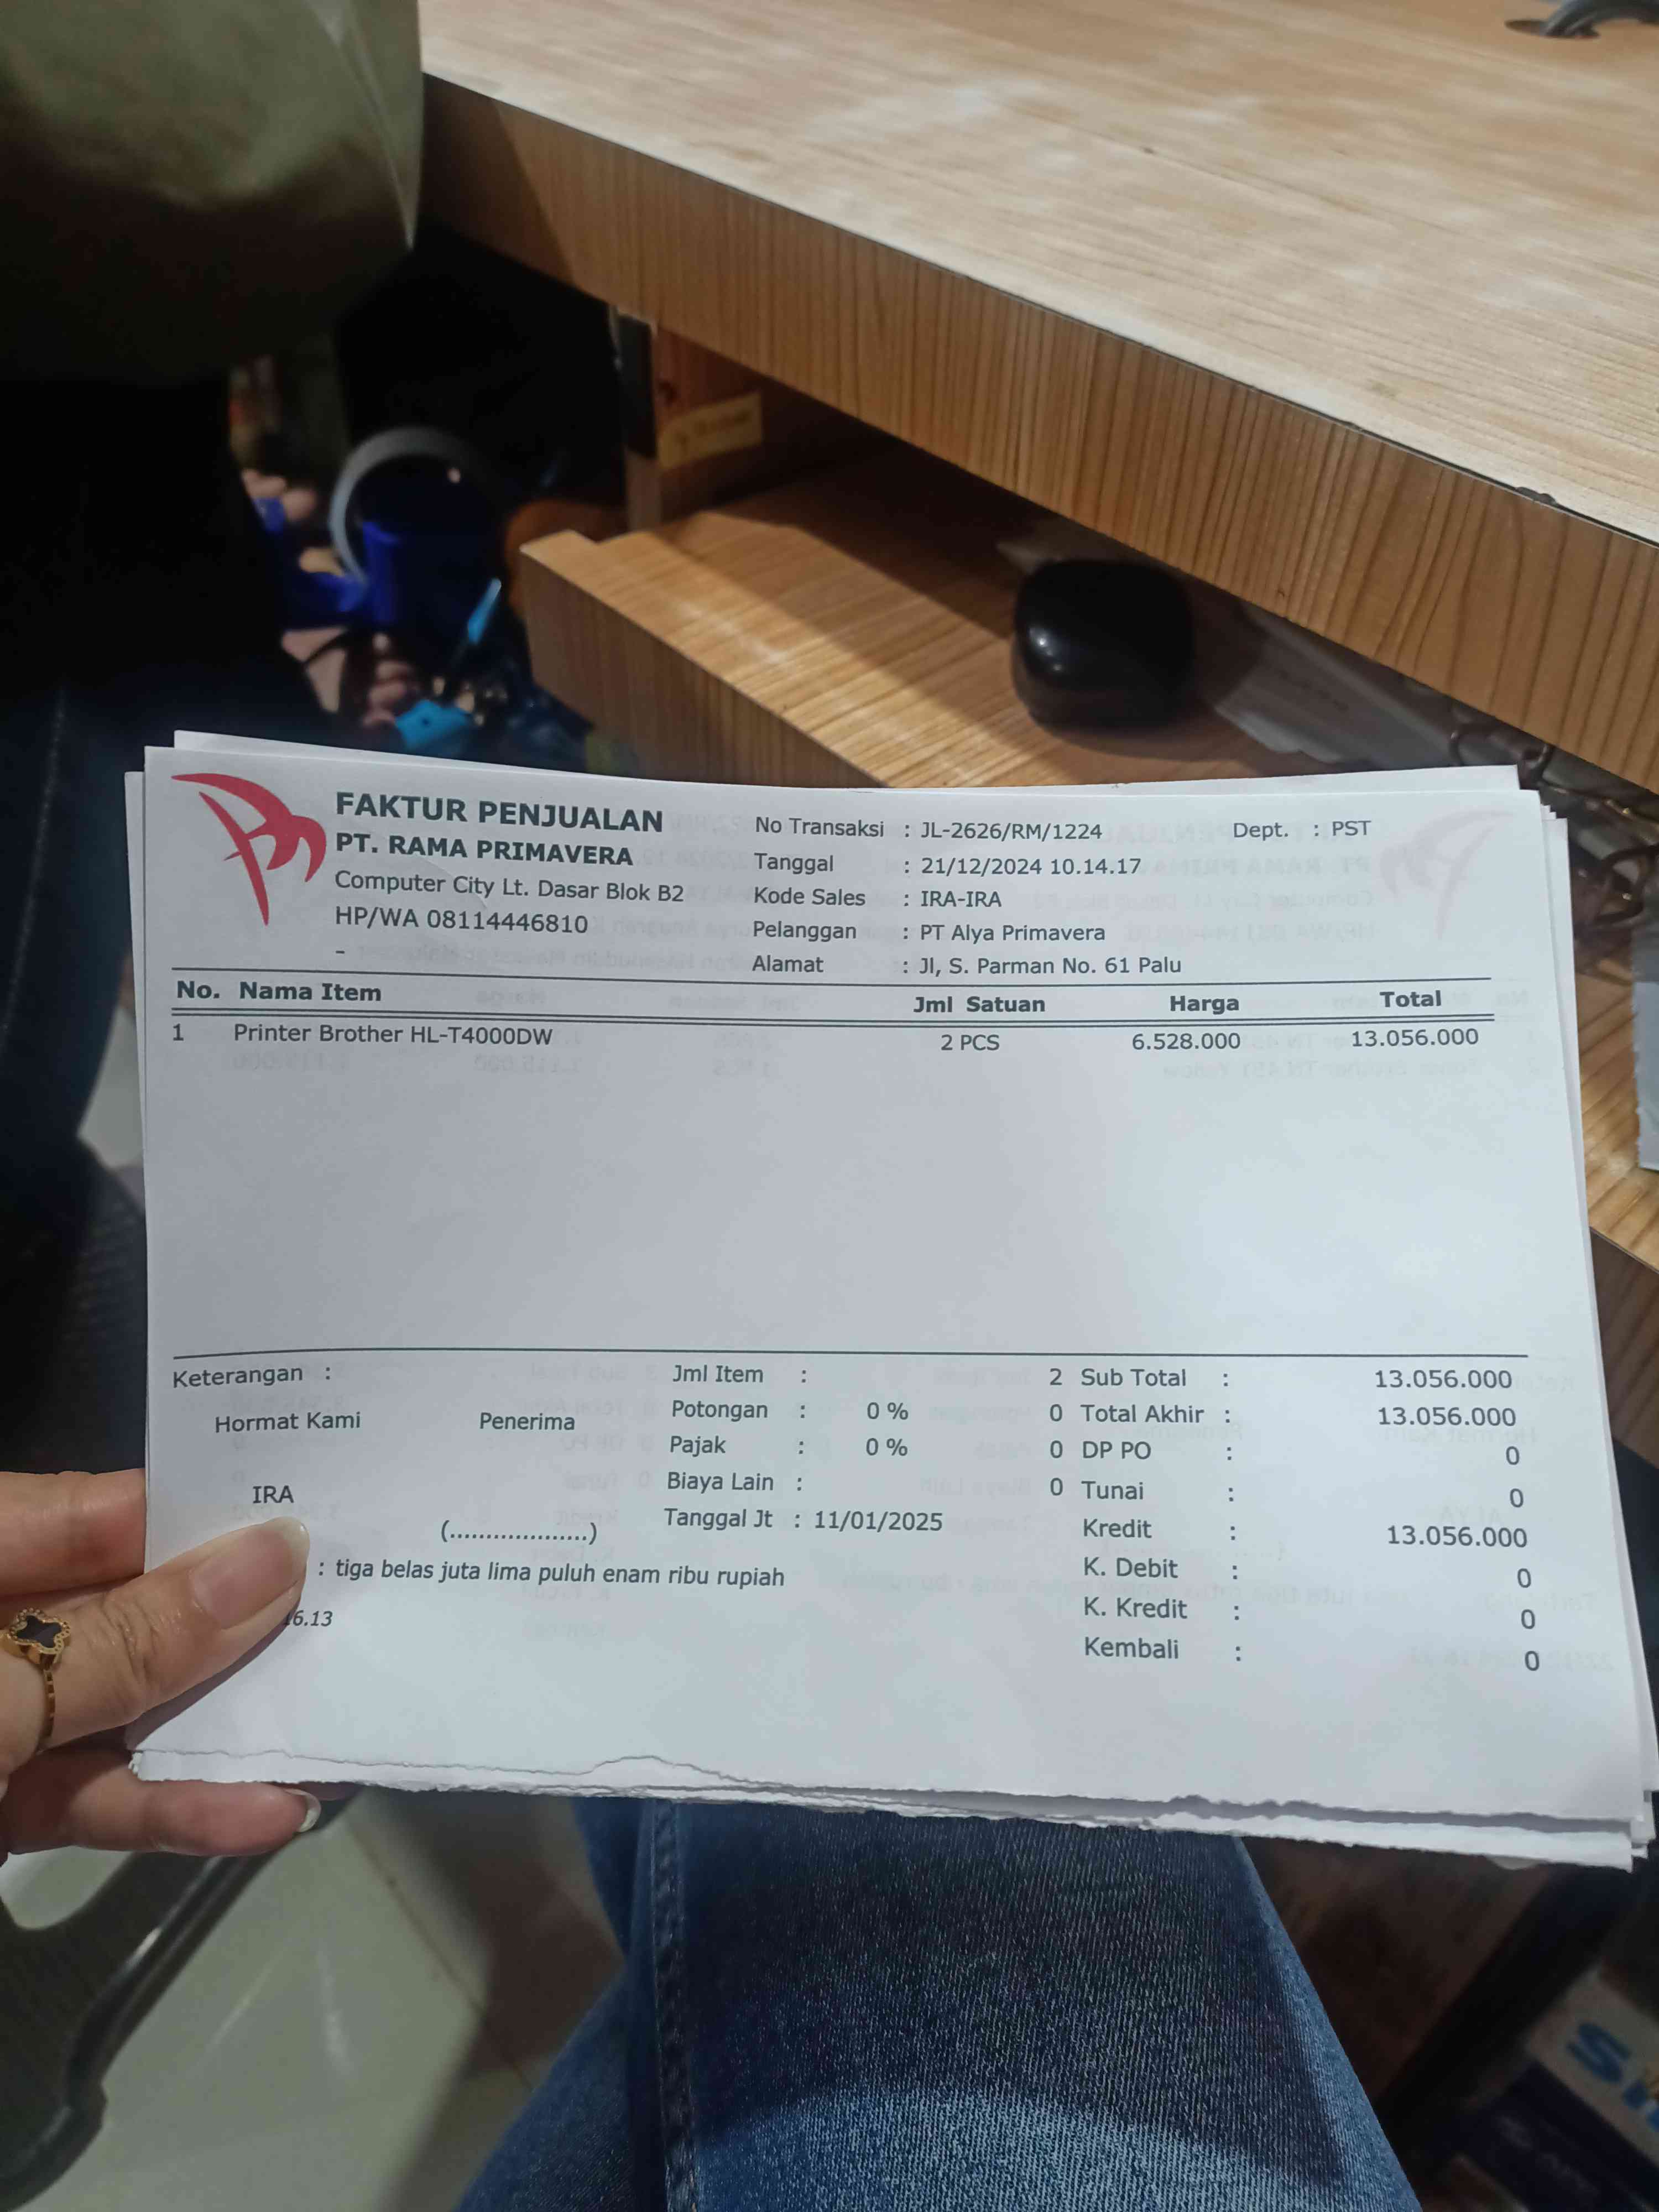 FAKTUR PENJUALAN
PT. RAMA PRIMAVERA
Computer City Lt. Dasar Blok B2
HP/WA 08114446810
-
No Transaksi : JL-2626/RM/1224 Dept. : PST
Tanggal : 21/12/2024 10.14.17
Kode Sales : IRA-IRA
Pelanggan : PT Alya Primavera
Alamat : Jl, S. Parman No. 61 Palu
No. Nama Item Jml Satuan Harga Total
1 Printer Brother HL-T4000DW 2 PCS 6.528.000 13.056.000
Keterangan :
Hormat Kami Penerima
IRA
(...................)
: tiga belas juta lima puluh enam ribu rupiah
16.13
Jml Item : 2
Potongan : 0 % 0
Pajak : 0 % 0
Biaya Lain : 0
Tanggal Jt : 11/01/2025
Sub Total : 13.056.000
Total Akhir : 13.056.000
DP PO : 0
Tunai : 0
Kredit : 13.056.000
K. Debit : 0
K. Kredit : 0
Kembali : 0